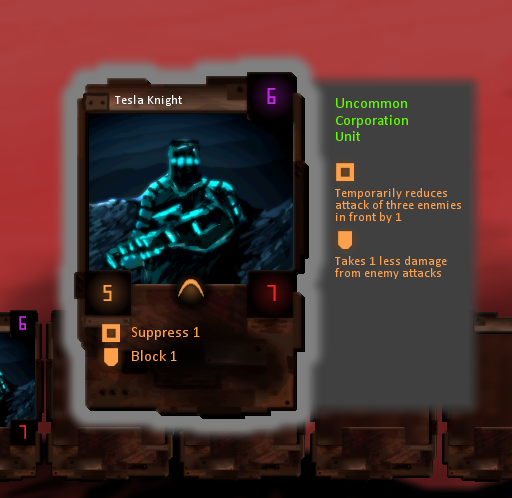 Tesla Knight
6
5
7
Suppress 1
Block 1
Uncommon
Corporation
Unit
Temporarily reduces
attack of three enemies
in front by 1
Takes 1 less damage
from enemy attacks
6
7